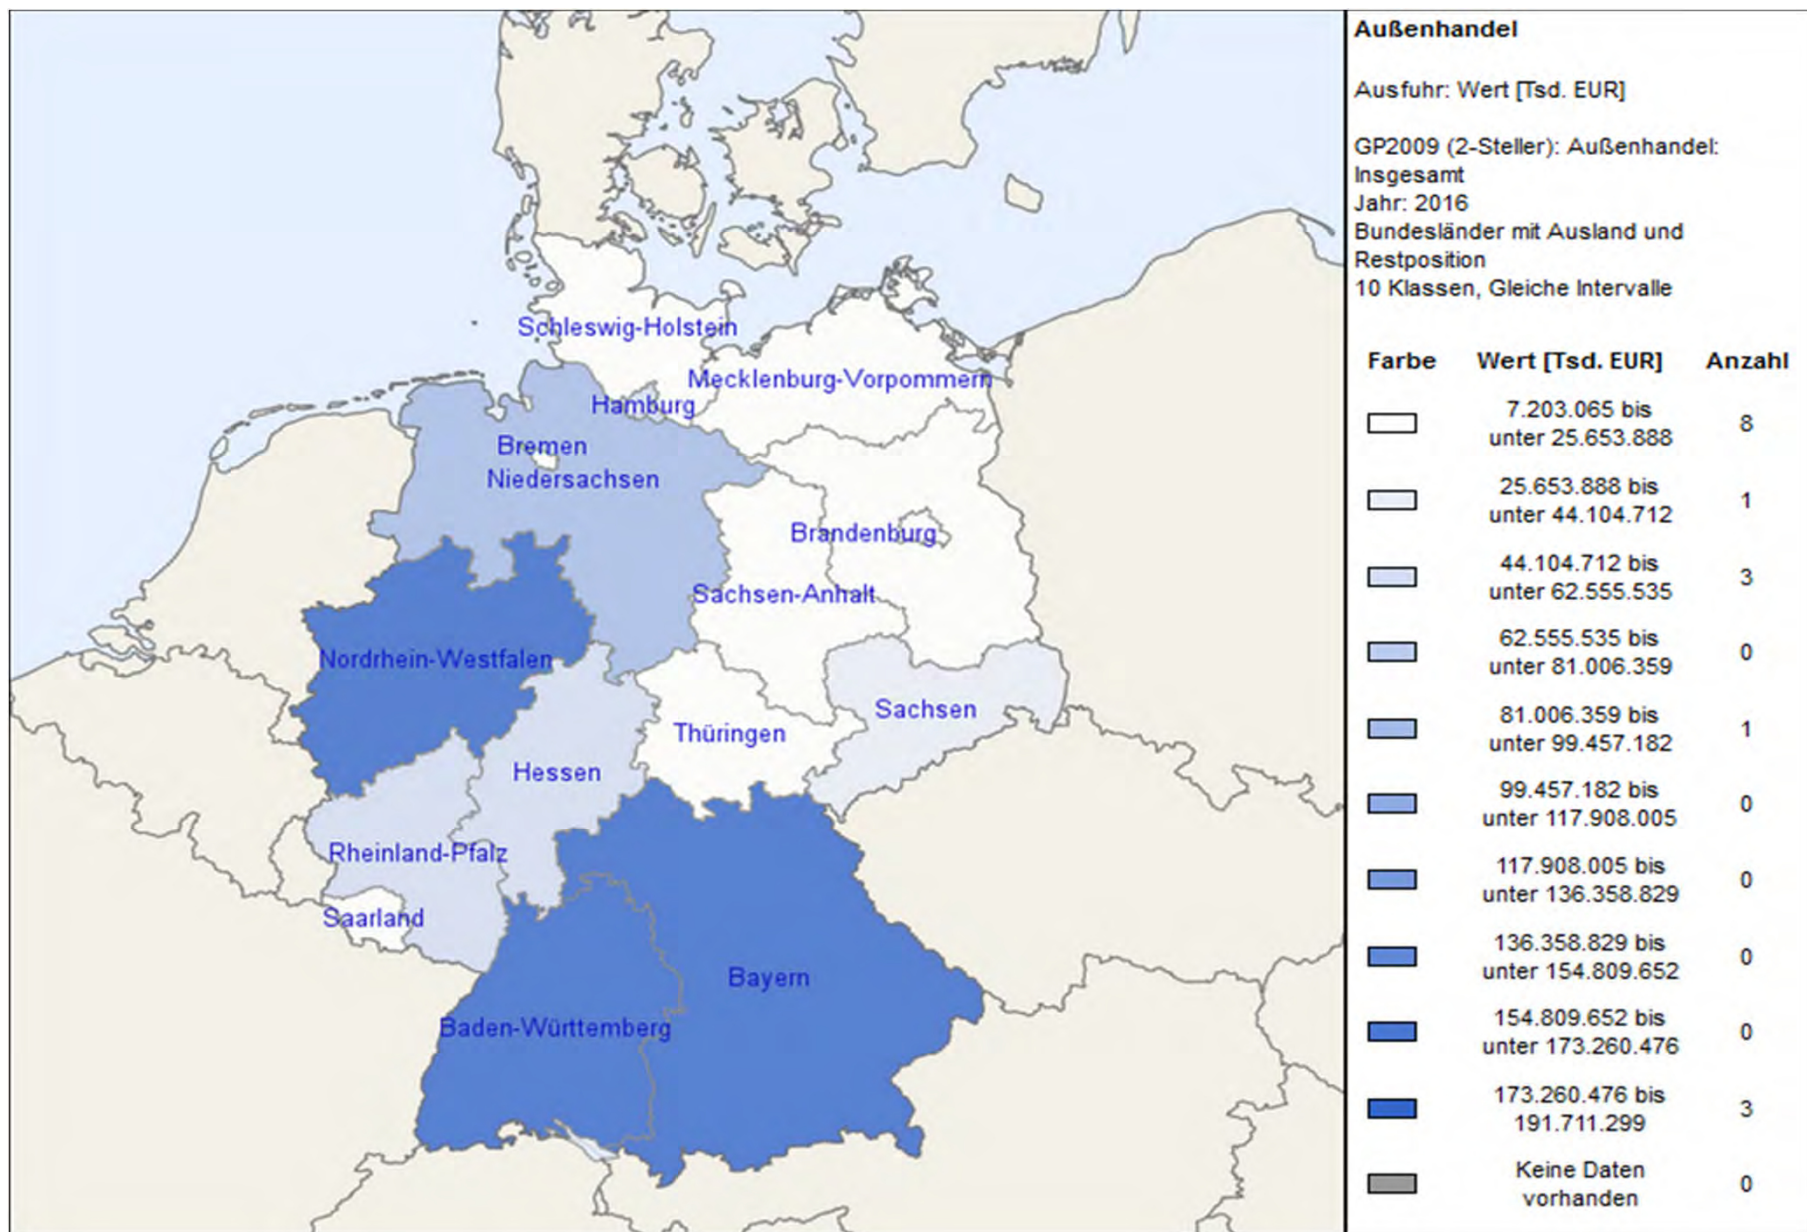 Schleswig-Holstein
Mecklenburg-Vorpommern
Hamburg
Bremen
Niedersachsen
Brandenburg
Sachsen-Anhalt
Nordrhein-Westfalen
Sachsen
Thüringen
Hessen
Rheinland-Pfalz
Saarland
Bayern
Baden-Württemberg
Außenhandel
Ausfuhr: Wert [Tsd. EUR]
GP2009 (2-Steller): Außenhandel:
Insgesamt
Jahr: 2016
Bundesländer mit Ausland und
Restposition
10 Klassen, Gleiche Intervalle
Farbe Wert [Tsd. EUR] Anzahl
7.203.065 bis
unter 25.653.888 8
25.653.888 bis
unter 44.104.712 1
44.104.712 bis
unter 62.555.535 3
62.555.535 bis
unter 81.006.359 0
81.006.359 bis
unter 99.457.182 1
99.457.182 bis
unter 117.908.005 0
117.908.005 bis
unter 136.358.829 0
136.358.829 bis
unter 154.809.652 0
154.809.652 bis
unter 173.260.476 0
173.260.476 bis
191.711.299 3
Keine Daten
vorhanden 0